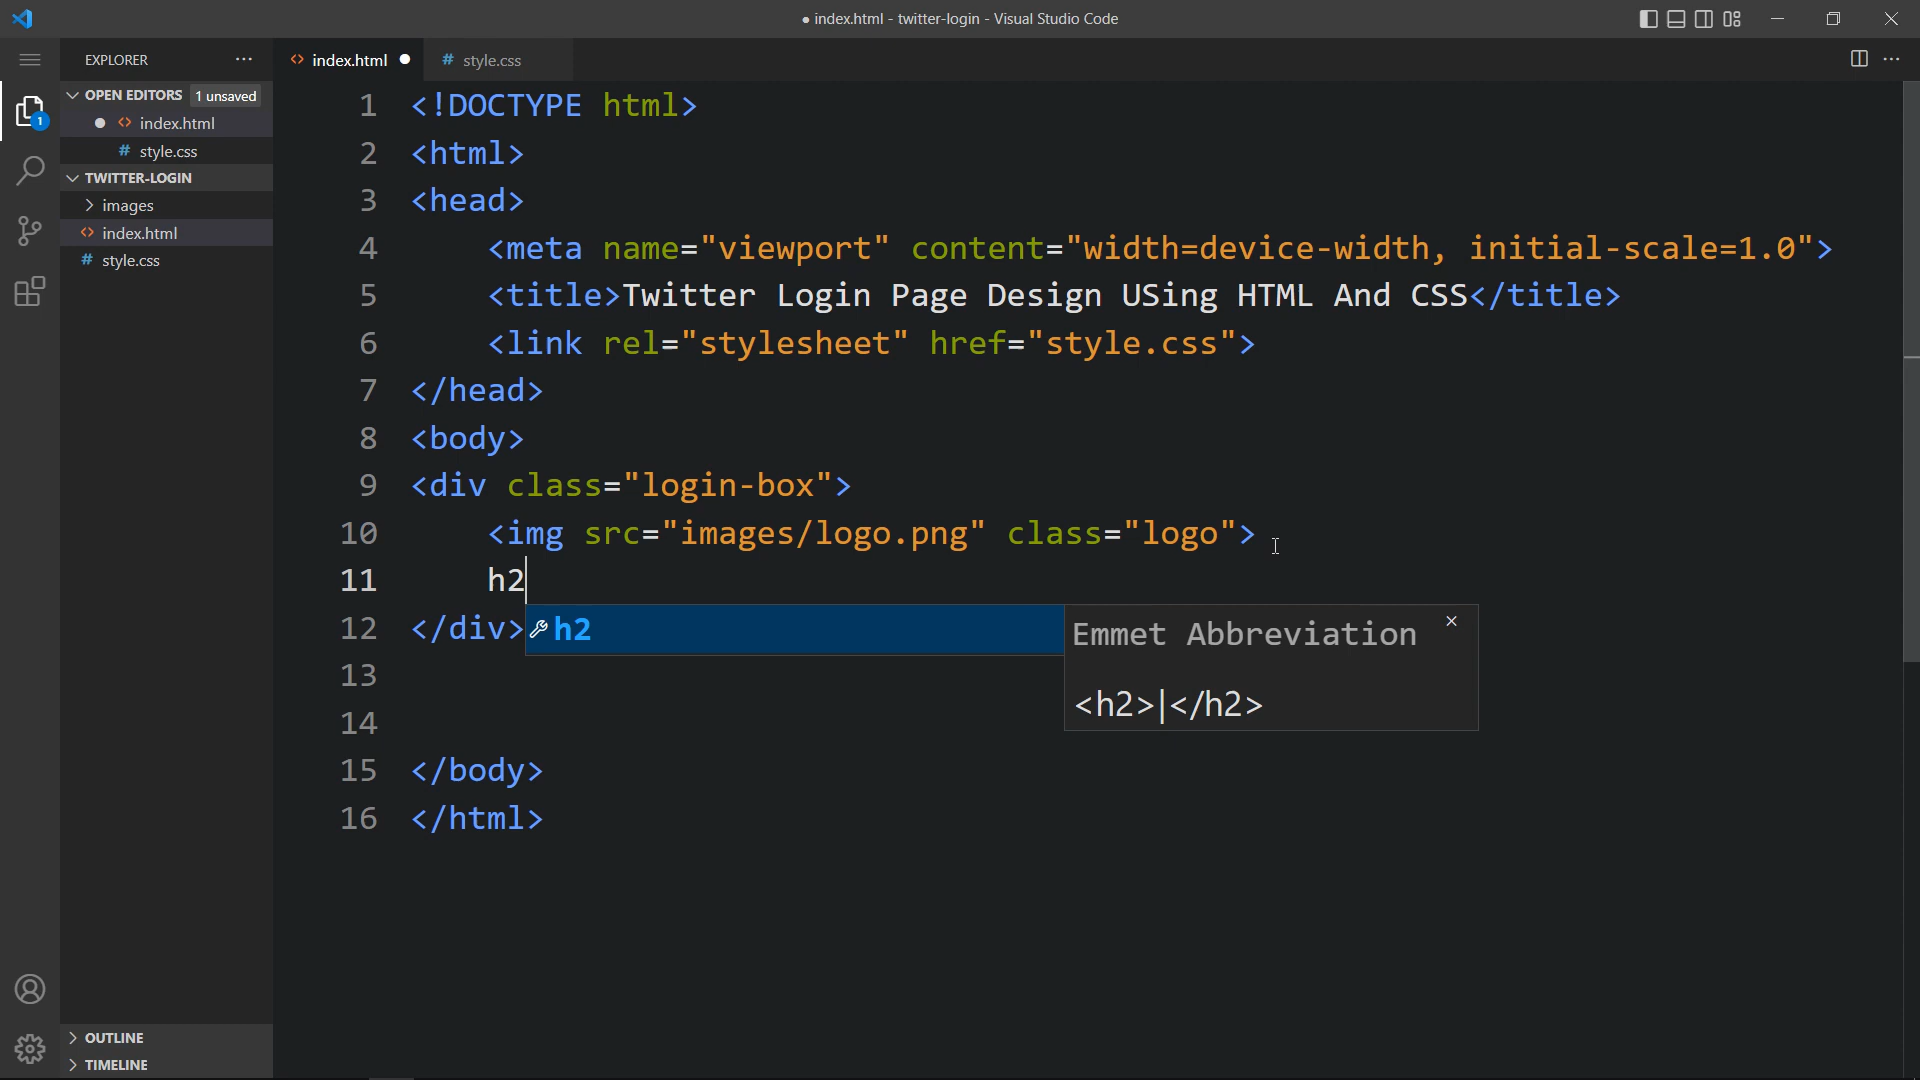 ● index.html - twitter-login - Visual Studio Code
EXPLORER
OPEN EDITORS 1 unsaved
<> index.html
# style.css
TWITTER-LOGIN
> images
<> index.html
# style.css
OUTLINE
TIMELINE
1
<> index.html ●
# style.css
1 <!DOCTYPE html>
2 <html>
3 <head>
4     <meta name="viewport" content="width=device-width, initial-scale=1.0">
5     <title>Twitter Login Page Design USing HTML And CSS</title>
6     <link rel="stylesheet" href="style.css">
7 </head>
8 <body>
9 <div class="login-box">
10     <img src="images/logo.png" class="logo">
11     h2
12 </div>
13
14
15 </body>
16 </html>
h2
Emmet Abbreviation
<h2>|</h2>